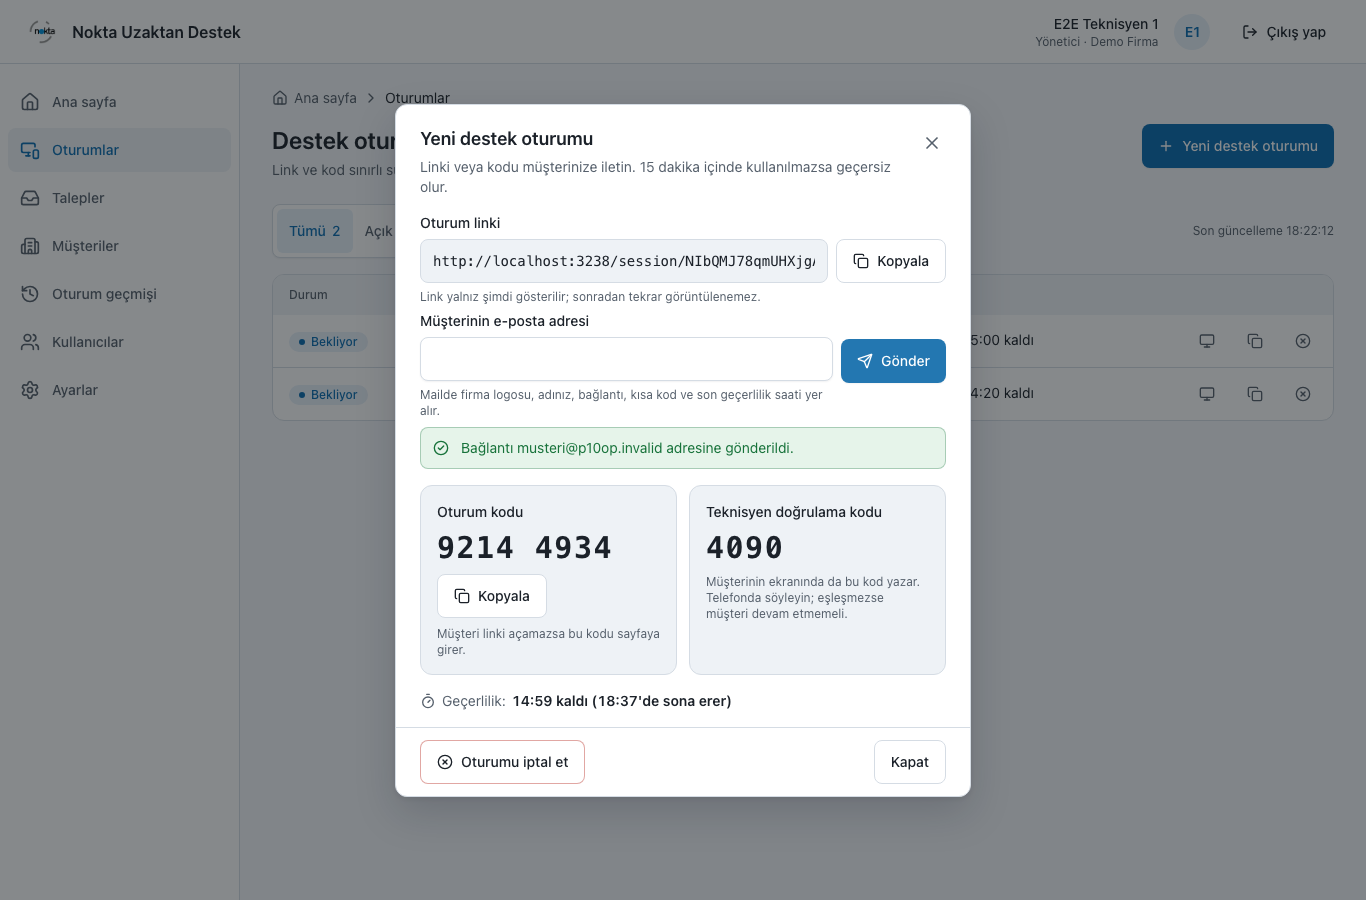 nokta
Nokta Uzaktan Destek
E2E Teknisyen 1
Yönetici · Demo Firma
E1
Çıkış yap
Ana sayfa
Oturumlar
Talepler
Müşteriler
Oturum geçmişi
Kullanıcılar
Ayarlar
Ana sayfa
Oturumlar
Destek
Link ve kod sınırlı
Yeni destek oturumu
Tümü 2
Açık
Son güncelleme 18:22:12
Durum
Bekliyor
5:00 kaldı
Bekliyor
4:20 kaldı
Yeni destek oturumu
Linki veya kodu müşterinize iletin. 15 dakika içinde kullanılmazsa geçersiz
olur.
Oturum linki
http://localhost:3238/session/NIbQMJ78qmUHXjg
Kopyala
Link yalnız şimdi gösterilir; sonradan tekrar görüntülenemez.
Müşterinin e-posta adresi
Gönder
Mailde firma logosu, adınız, bağlantı, kısa kod ve son geçerlilik saati yer
alır.
Bağlantı musteri@p10op.invalid adresine gönderildi.
Oturum kodu
9214 4934
Kopyala
Müşteri linki açamazsa bu kodu sayfaya
girer.
Teknisyen doğrulama kodu
4090
Müşterinin ekranında da bu kod yazar.
Telefonda söyleyin; eşleşmezse
müşteri devam etmemeli.
Geçerlilik: 14:59 kaldı (18:37'de sona erer)
Oturumu iptal et
Kapat